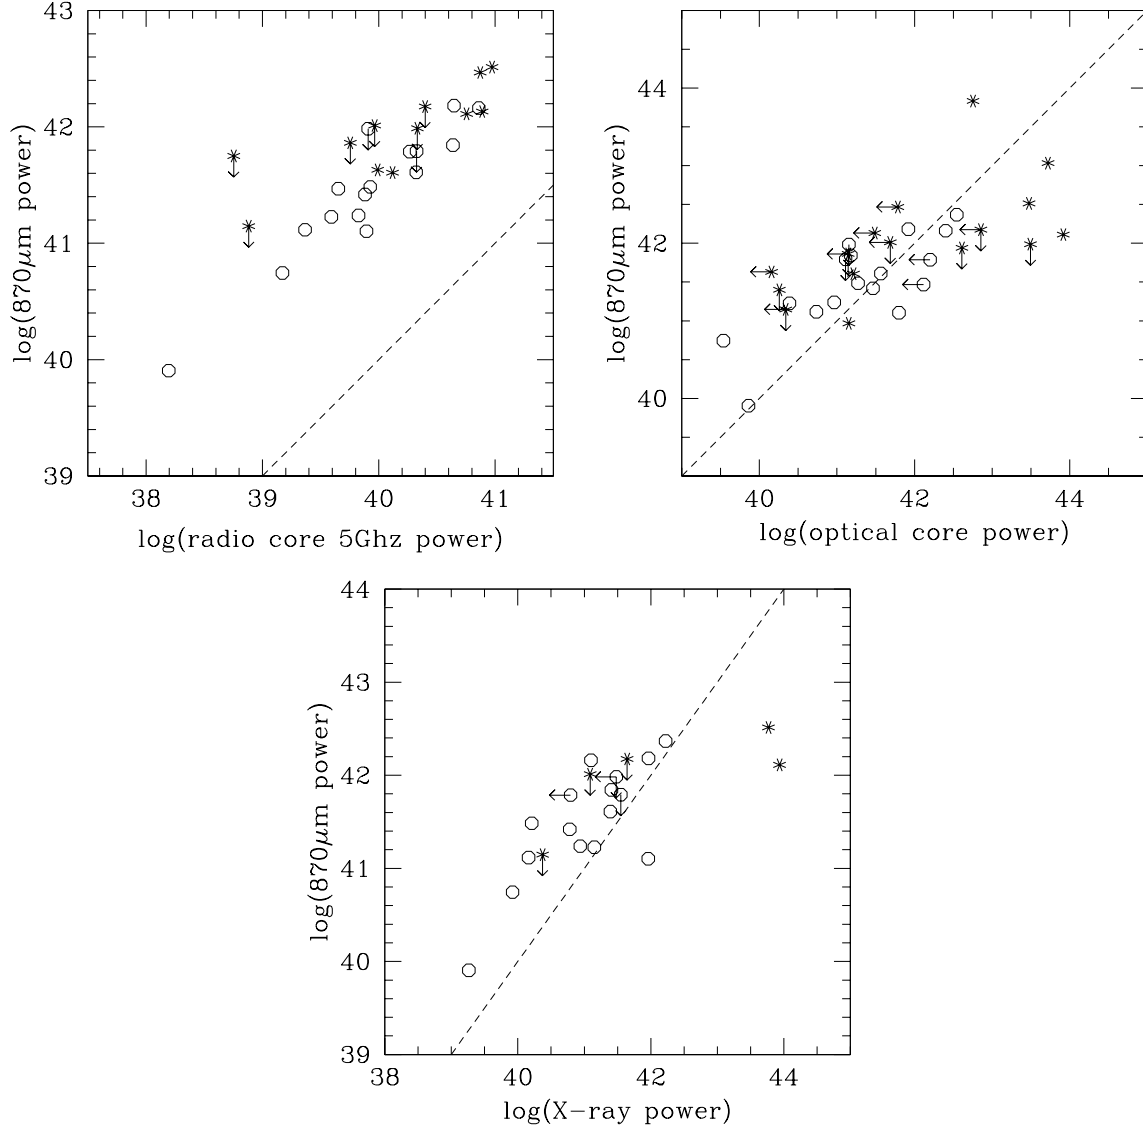 43
42
41
40
39
log(870μm power)
38 39 40 41
log(radio core 5Ghz power)
44
42
40
log(870μm power)
40 42 44
log(optical core power)
44
43
42
41
40
39
log(870μm power)
38 40 42 44
log(X-ray power)